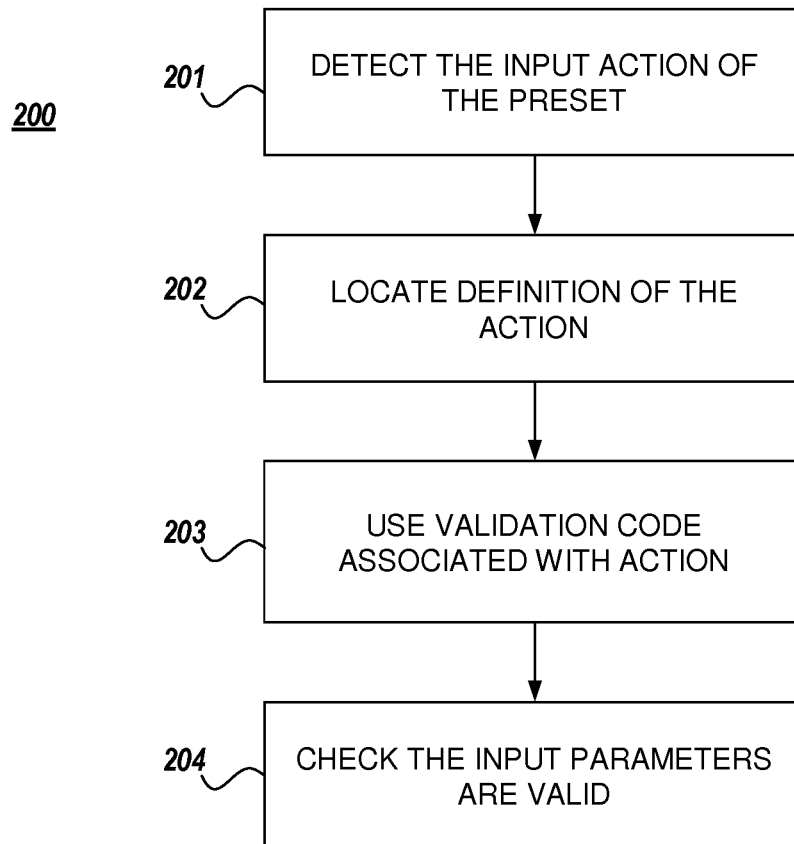 200
201
DETECT THE INPUT ACTION OF
THE PRESET
202
LOCATE DEFINITION OF THE
ACTION
203
USE VALIDATION CODE
ASSOCIATED WITH ACTION
204
CHECK THE INPUT PARAMETERS
ARE VALID